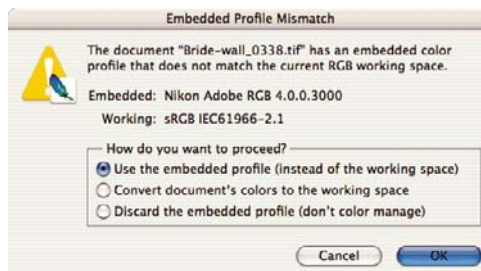 Embedded Profile Mismatch
The document "Bride-wall_0338.tif" has an embedded color
profile that does not match the current RGB working space.
Embedded: Nikon Adobe RGB 4.0.0.3000
Working: sRGB IEC61966-2.1
How do you want to proceed?
Use the embedded profile (instead of the working space)
Convert document's colors to the working space
Discard the embedded profile (don't color manage)
Cancel OK